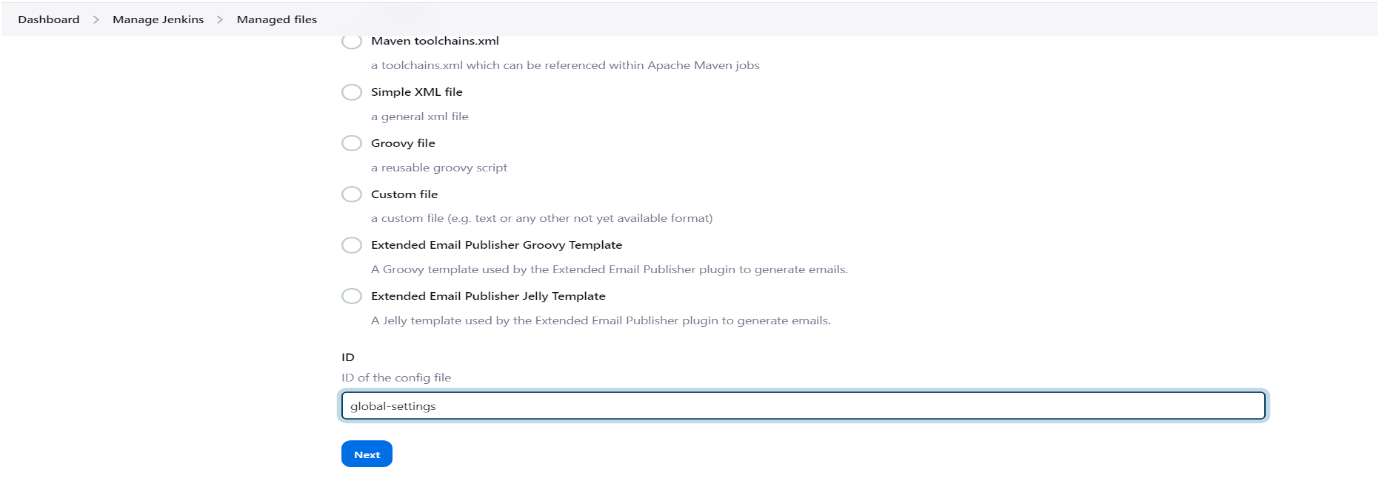 Dashboard > Manage Jenkins > Managed files
Maven toolchains.xml
a toolchains.xml which can be referenced within Apache Maven jobs
Simple XML file
a general xml file
Groovy file
a reusable groovy script
Custom file
a custom file (e.g. text or any other not yet available format)
Extended Email Publisher Groovy Template
A Groovy template used by the Extended Email Publisher plugin to generate emails.
Extended Email Publisher Jelly Template
A Jelly template used by the Extended Email Publisher plugin to generate emails.
ID
ID of the config file
global-settings
Next